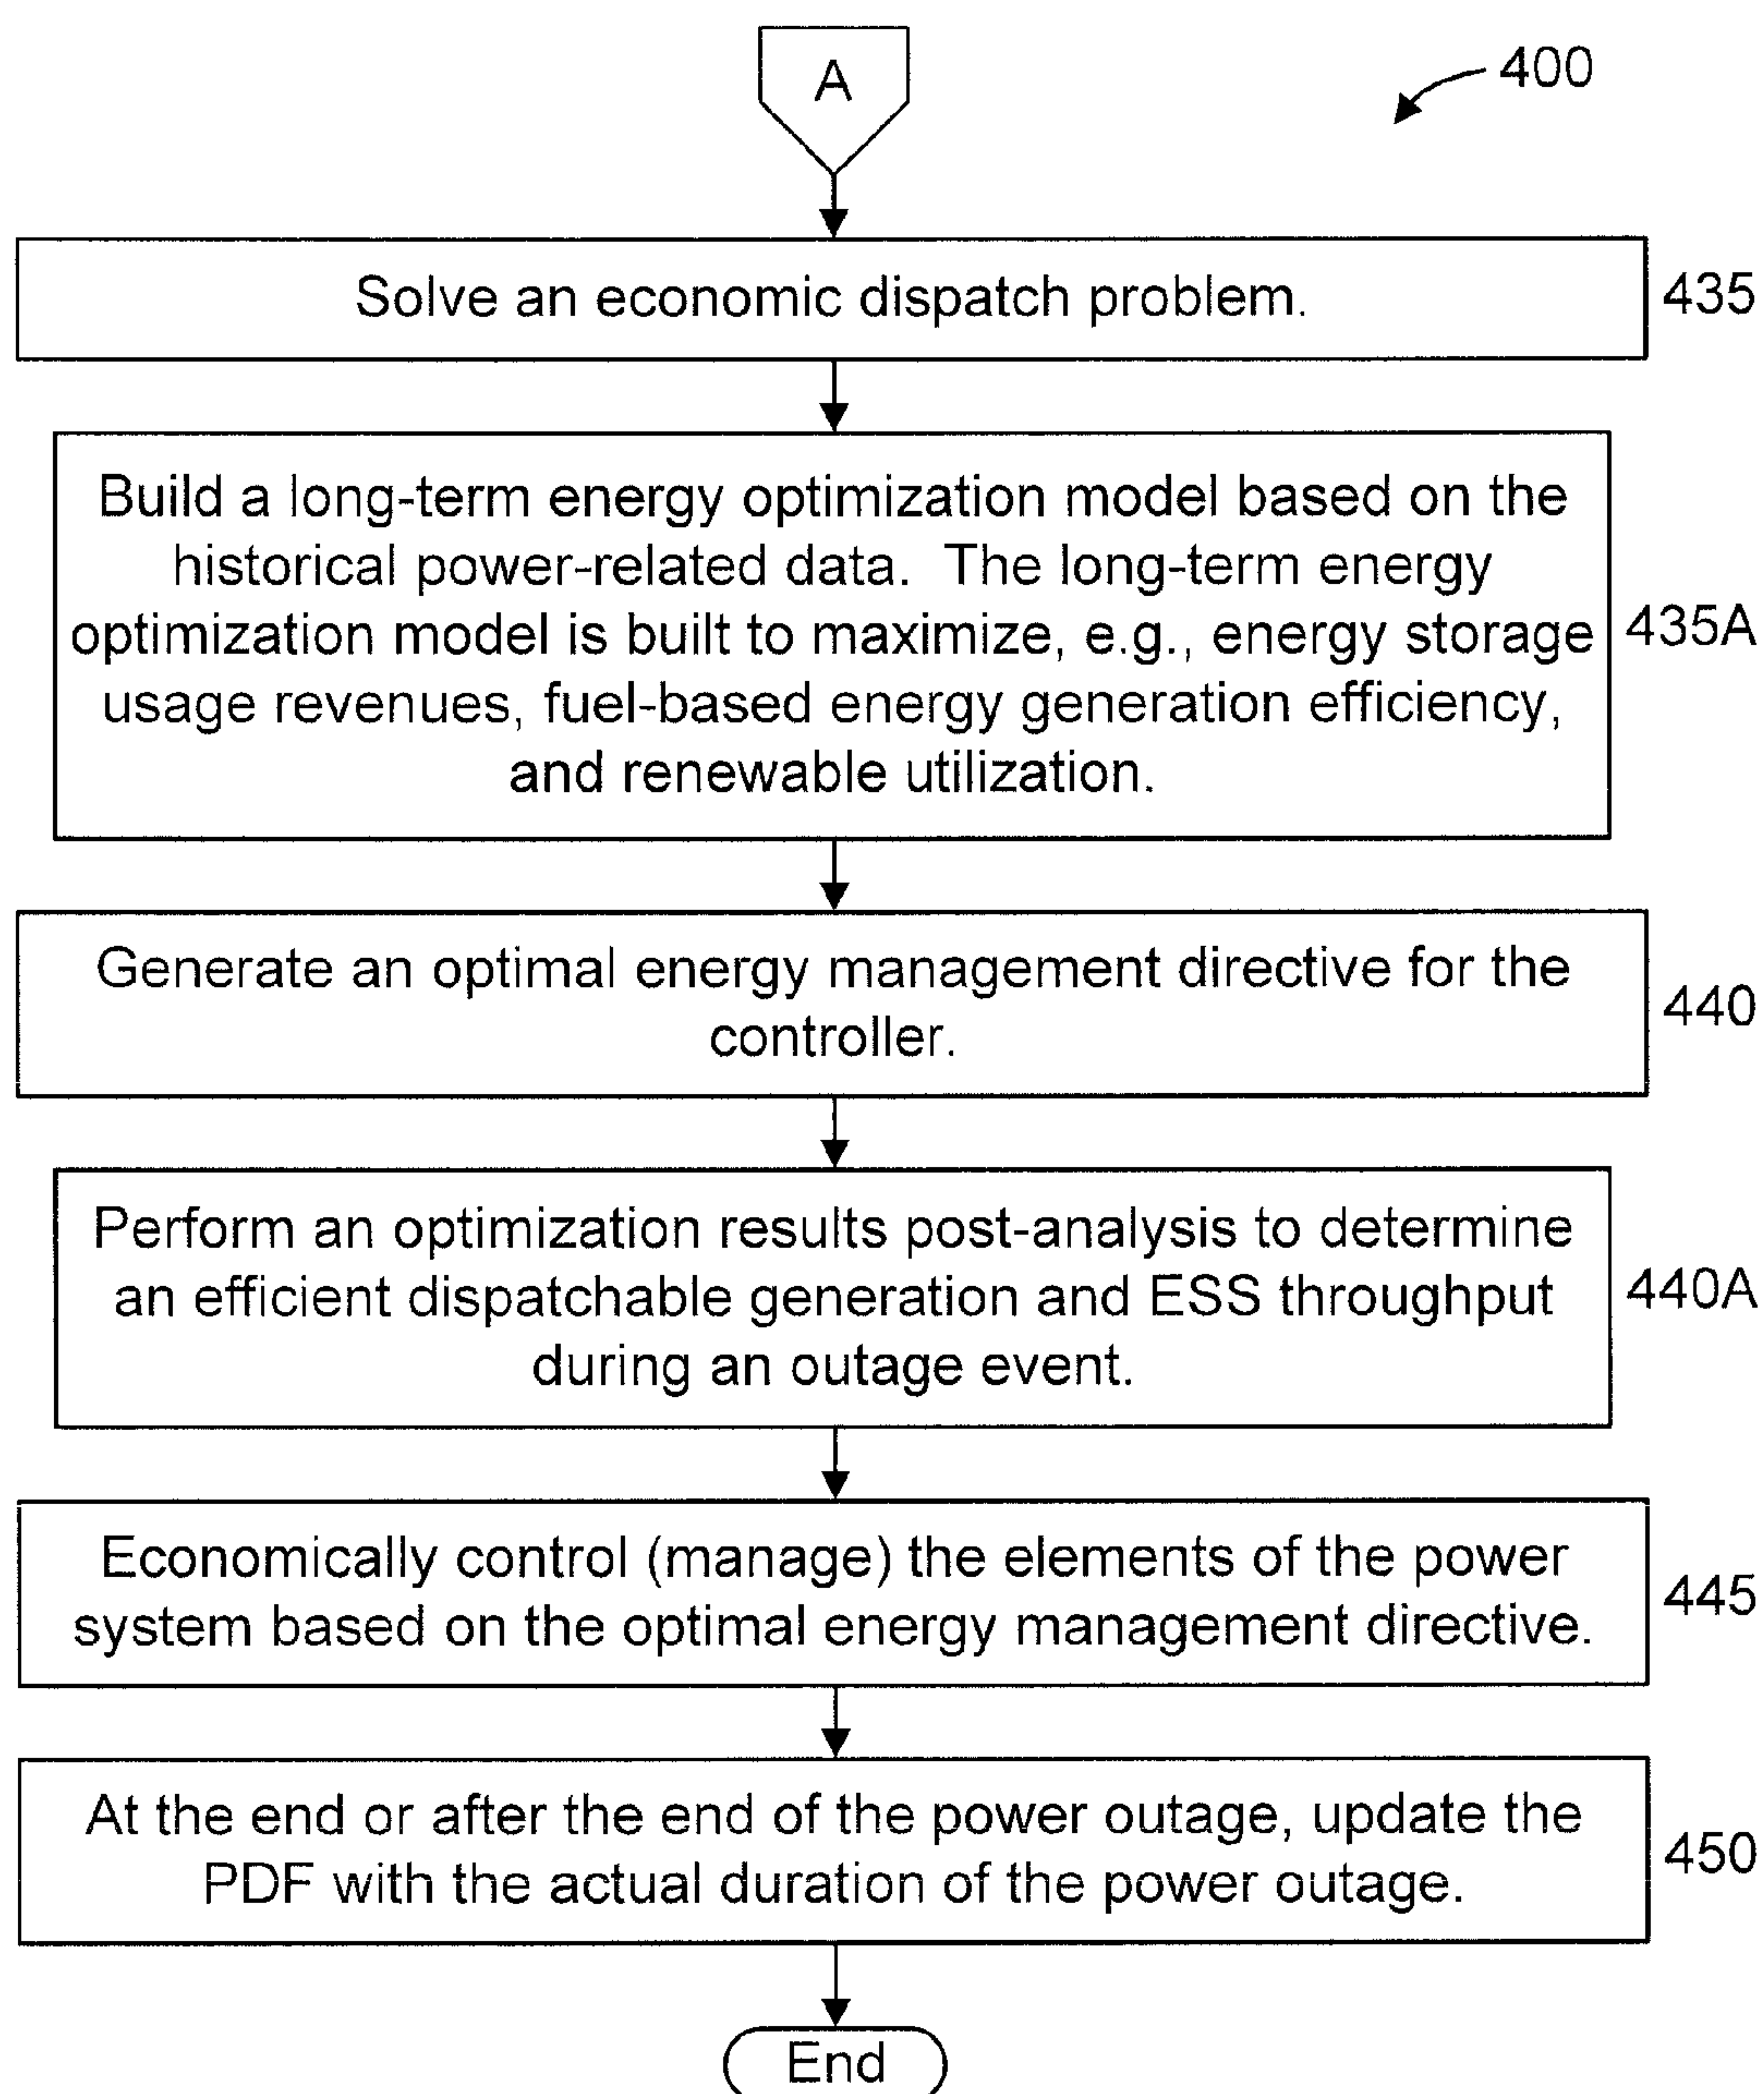 A
400
Solve an economic dispatch problem.
435
Build a long-term energy optimization model based on the
historical power-related data. The long-term energy
optimization model is built to maximize, e.g., energy storage
usage revenues, fuel-based energy generation efficiency,
and renewable utilization.
435A
Generate an optimal energy management directive for the
controller.
440
Perform an optimization results post-analysis to determine
an efficient dispatchable generation and ESS throughput
during an outage event.
440A
Economically control (manage) the elements of the power
system based on the optimal energy management directive.
445
At the end or after the end of the power outage, update the
PDF with the actual duration of the power outage.
450
End